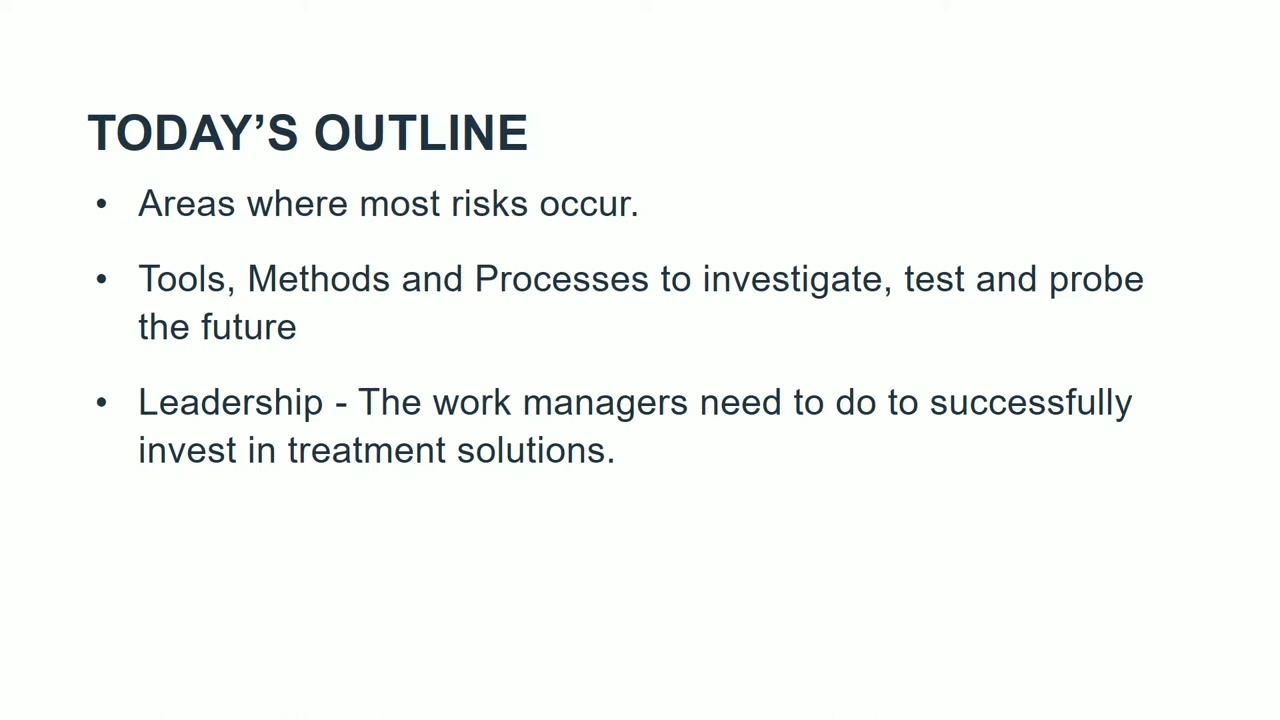 TODAY’S OUTLINE
• Areas where most risks occur.
• Tools, Methods and Processes to investigate, test and probe
the future
• Leadership - The work managers need to do to successfully
invest in treatment solutions.